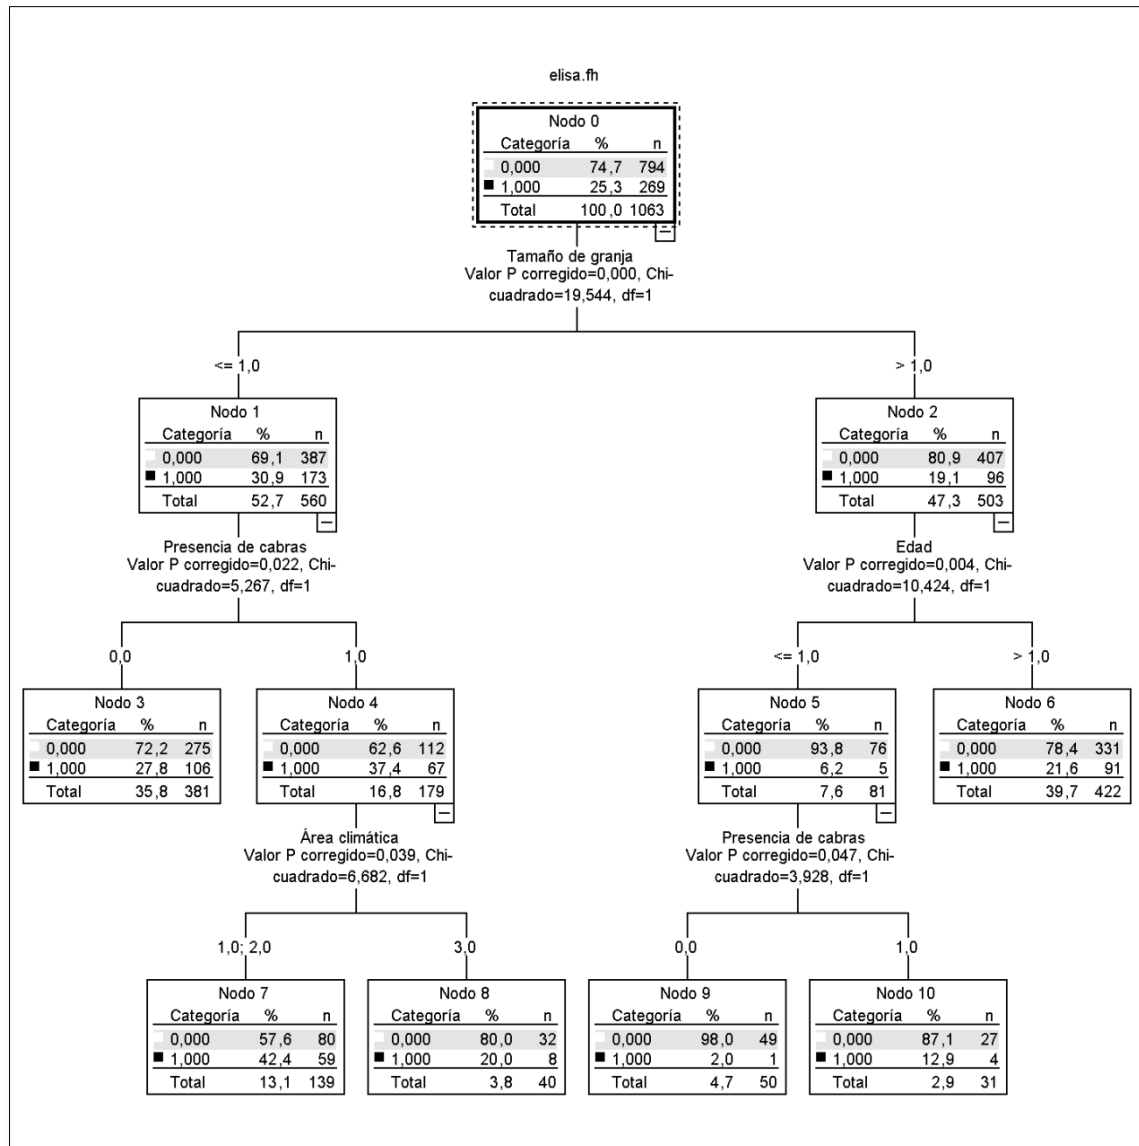 elisa.fh
Nodo 0
Categoría % n
0,000 74,7 794
1,000 25,3 269
Total 100,0 1063
Tamaño de granja
Valor P corregido=0,000, Chi-
cuadrado=19,544, df=1
<= 1,0
> 1,0
Nodo 1
Categoría % n
0,000 69,1 387
1,000 30,9 173
Total 52,7 560
Nodo 2
Categoría % n
0,000 80,9 407
1,000 19,1 96
Total 47,3 503
Presencia de cabras
Valor P corregido=0,022, Chi-
cuadrado=5,267, df=1
Edad
Valor P corregido=0,004, Chi-
cuadrado=10,424, df=1
0,0
1,0
<= 1,0
> 1,0
Nodo 3
Categoría % n
0,000 72,2 275
1,000 27,8 106
Total 35,8 381
Nodo 4
Categoría % n
0,000 62,6 112
1,000 37,4 67
Total 16,8 179
Nodo 5
Categoría % n
0,000 93,8 76
1,000 6,2 5
Total 7,6 81
Nodo 6
Categoría % n
0,000 78,4 331
1,000 21,6 91
Total 39,7 422
Área climática
Valor P corregido=0,039, Chi-
cuadrado=6,682, df=1
Presencia de cabras
Valor P corregido=0,047, Chi-
cuadrado=3,928, df=1
1,0; 2,0
3,0
0,0
1,0
Nodo 7
Categoría % n
0,000 57,6 80
1,000 42,4 59
Total 13,1 139
Nodo 8
Categoría % n
0,000 80,0 32
1,000 20,0 8
Total 3,8 40
Nodo 9
Categoría % n
0,000 98,0 49
1,000 2,0 1
Total 4,7 50
Nodo 10
Categoría % n
0,000 87,1 27
1,000 12,9 4
Total 2,9 31